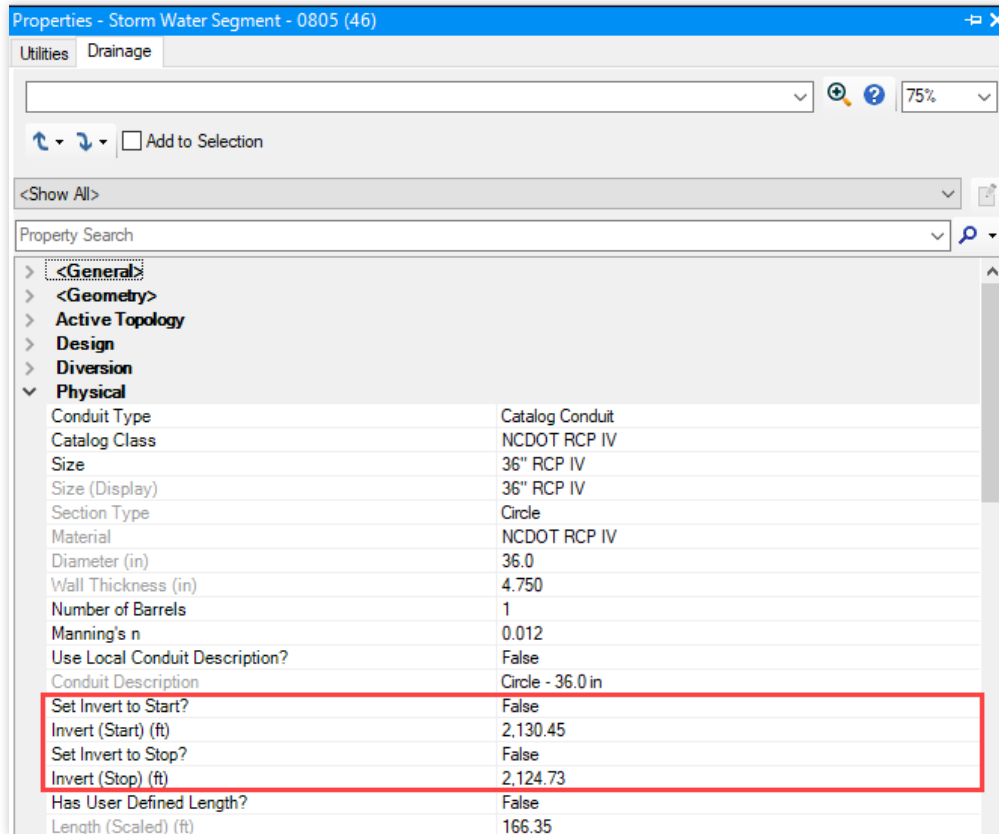 Properties - Storm Water Segment - 0805 (46)
Utilities Drainage
75%
Add to Selection
<Show All>
Property Search
<General>
<Geometry>
Active Topology
Design
Diversion
Physical
Conduit Type Catalog Conduit
Catalog Class NCDOT RCP IV
Size 36" RCP IV
Size (Display) 36" RCP IV
Section Type Circle
Material NCDOT RCP IV
Diameter (in) 36.0
Wall Thickness (in) 4.750
Number of Barrels 1
Manning's n 0.012
Use Local Conduit Description? False
Conduit Description Circle - 36.0 in
Set Invert to Start? False
Invert (Start) (ft) 2,130.45
Set Invert to Stop? False
Invert (Stop) (ft) 2,124.73
Has User Defined Length? False
Length (Scaled) (ft) 166.35